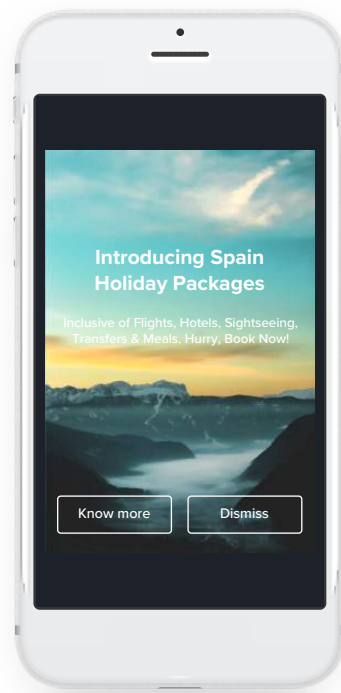 Introducing Spain
Holiday Packages
Inclusive of Flights, Hotels, Sightseeing,
Transfers & Meals. Hurry, Book Now!
Know more
Dismiss